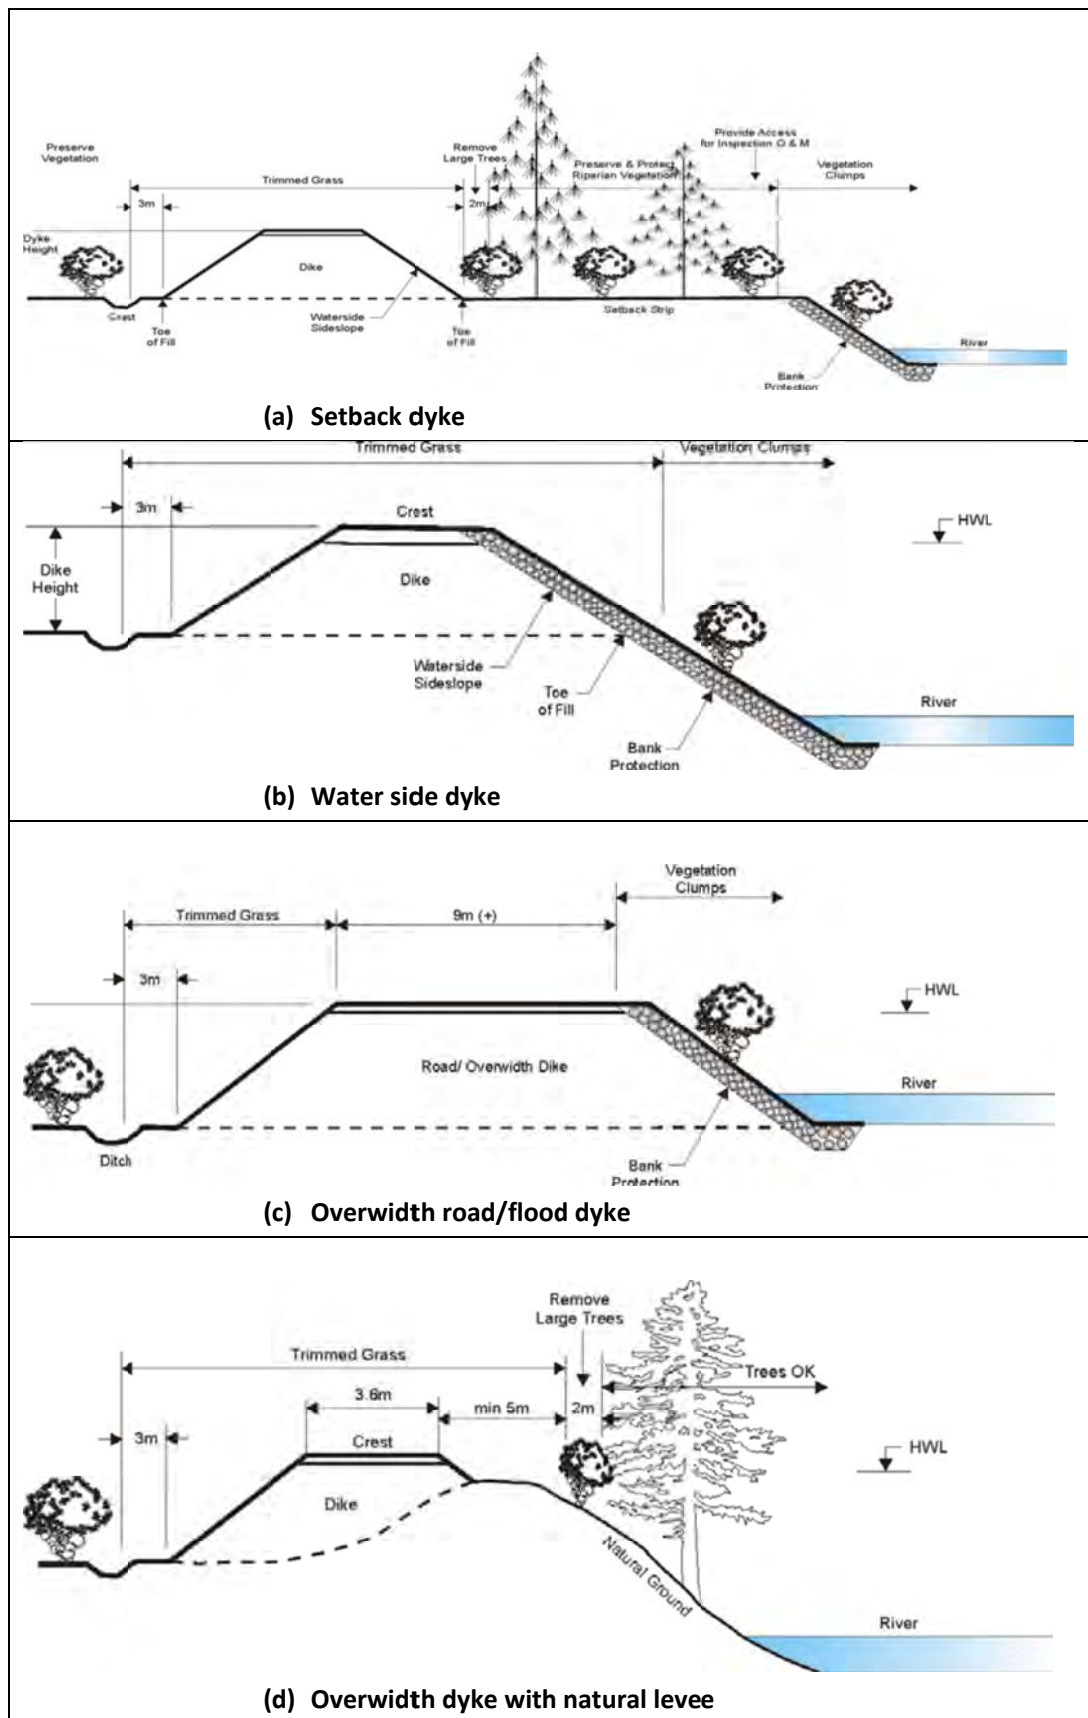 Preserve
Vegetation
Trimmed Grass
Remove
Large Trees
Preserve & Protect
Riparian Vegetation
Provide Access
for Inspection O & M
Vegetation
Clumps
3m
2m
Dyke
Height
Dike
Crest
Toe
of Fill
Waterside
Sideslope
Toe
of Fill
Setback Strip
Bank
Protection
River
(a) Setback dyke
Trimmed Grass
Vegetation Clumps
3m
Crest
HWL
Dike
Height
Dike
Waterside
Sideslope
Toe
of Fill
Bank
Protection
River
(b) Water side dyke
Vegetation
Clumps
Trimmed Grass
9m (+)
3m
HWL
Road/ Overwidth Dike
River
Ditch
Bank
Protection
(c) Overwidth road/flood dyke
Remove
Large Trees
Trimmed Grass
Trees OK
3.6m
min 5m
2m
3m
Crest
HWL
Dike
Natural Ground
River
(d) Overwidth dyke with natural levee